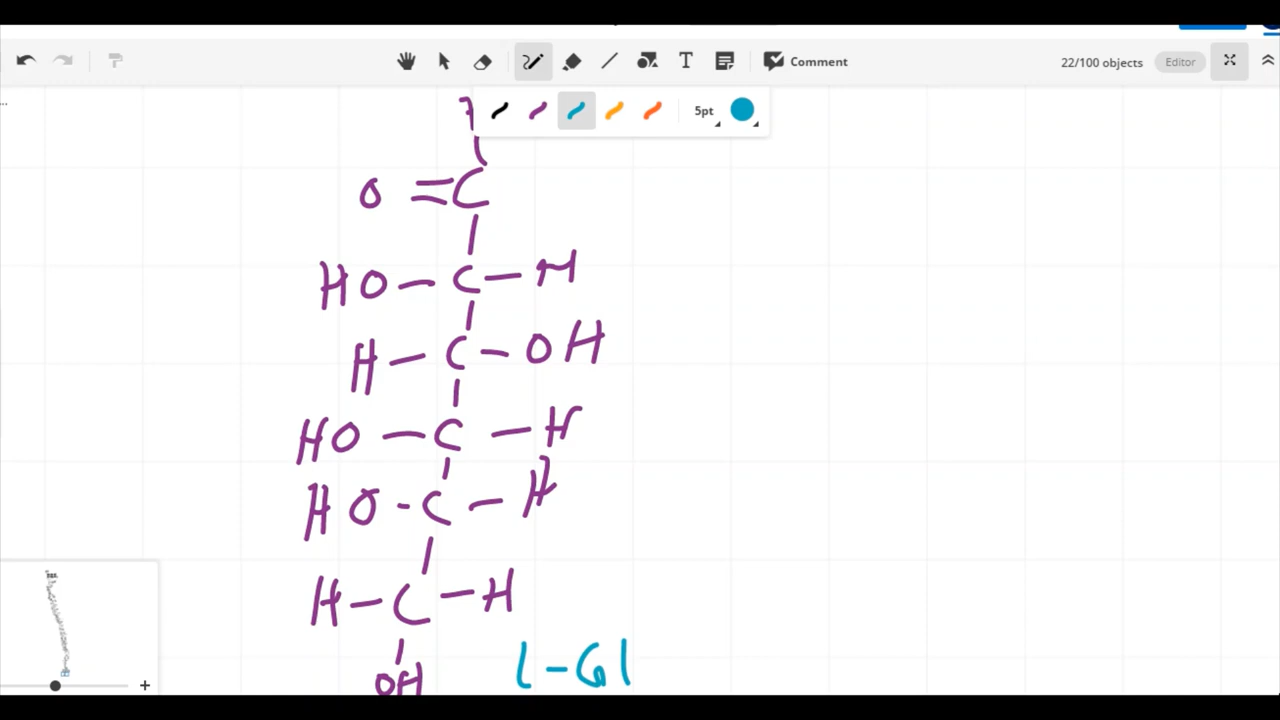 Comment 22/100 objects Editor
5pt
O = C
HO - C - H
H - C - OH
HO - C - H
HO - C - H
H - C - H
OH
L-Gl